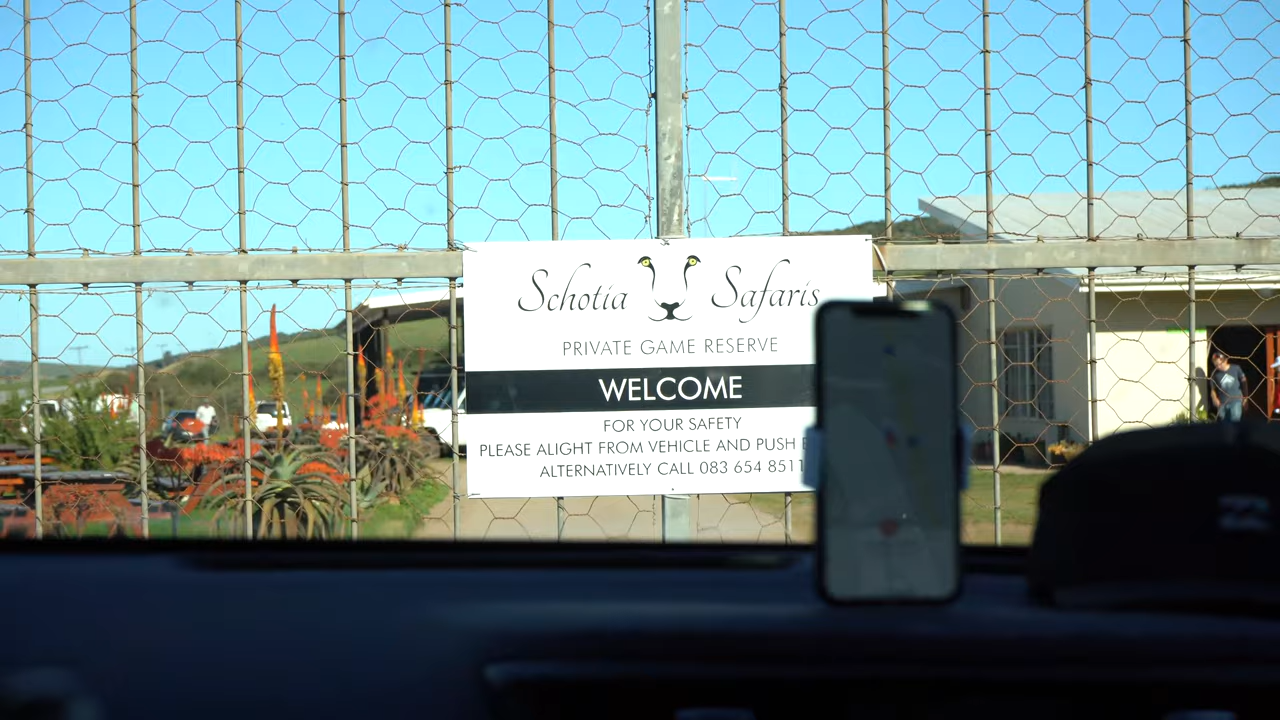 Schotia Safaris
PRIVATE GAME RESERVE
WELCOME
FOR YOUR SAFETY
PLEASE ALIGHT FROM VEHICLE AND PUSH
ALTERNATIVELY CALL 083 654 8511